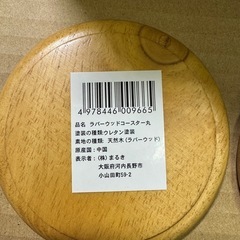 4 978446 009665
品名 ラバーウッドコースター丸
塗装の種類:ウレタン塗装
素地の種類: 天然木(ラバーウッド)
原産国: 中国
表示者: (株)まるき
大阪府河内長野市
小山田町59-2